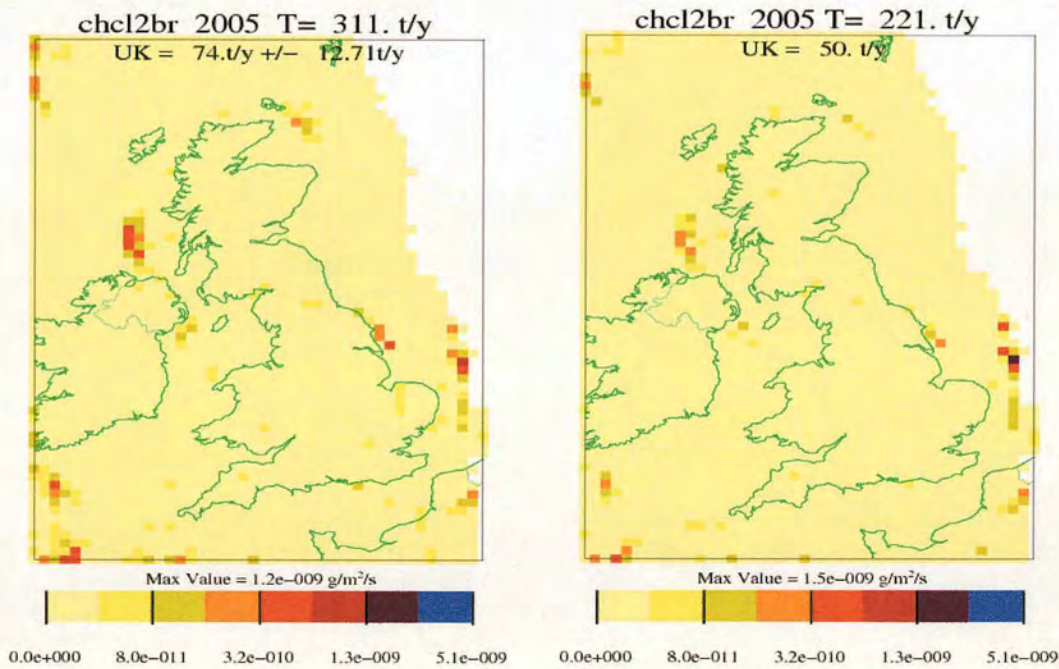 chcl2br 2005 T= 311. t/y
UK = 74.t/y +/- 12.71t/y
Max Value = 1.2e-009 g/m²/s
0.0e+000 8.0e-011 3.2e-010 1.3e-009 5.1e-009
chcl2br 2005 T= 221. t/y
UK = 50. t/y
Max Value = 1.5e-009 g/m²/s
0.0e+000 8.0e-011 3.2e-010 1.3e-009 5.1e-009